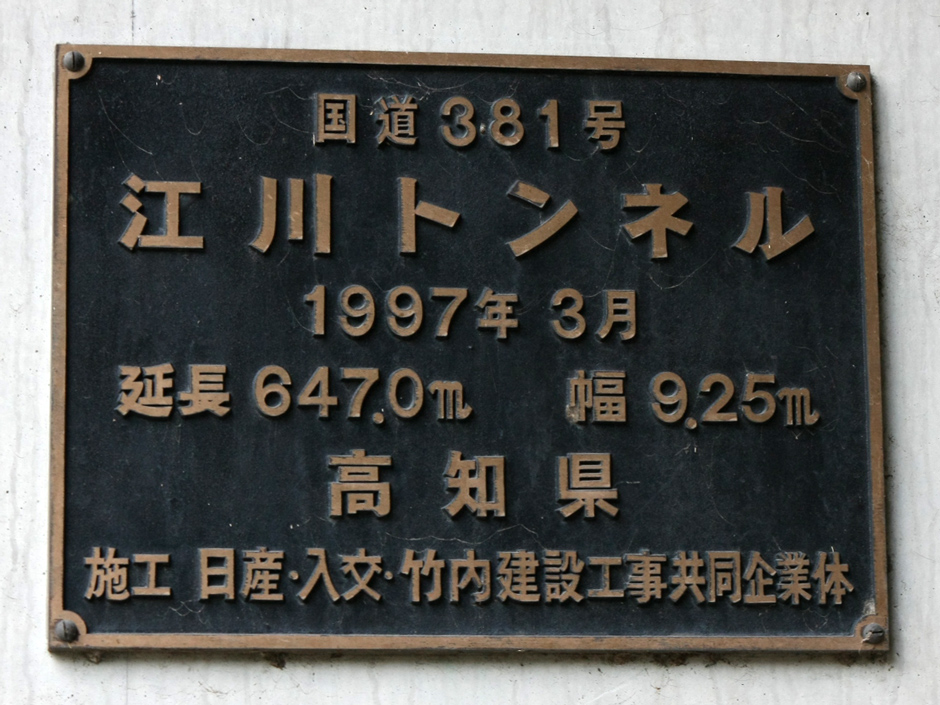 国道381号
江川トンネル
1997年 3月
延長 647.0m 幅 9.25m
高知県
施工 日産・入交・竹内建設工事共同企業体